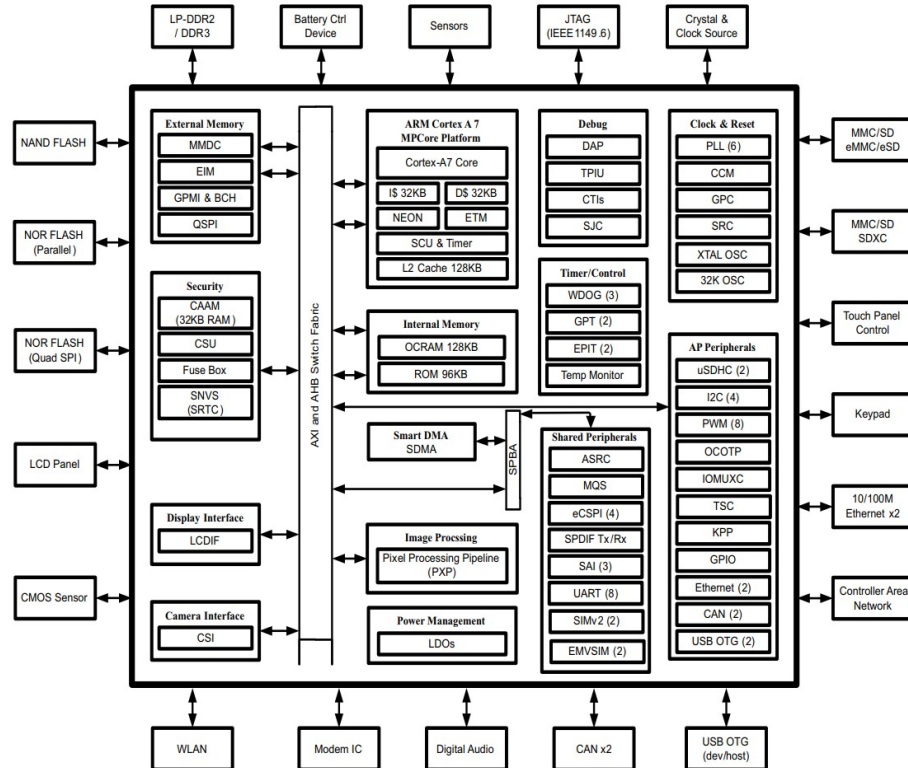 LP-DDR2
/ DDR3
Battery Ctrl
Device
Sensors
JTAG
(IEEE1149.6)
Crystal &
Clock Source
NAND FLASH
NOR FLASH
(Parallel)
NOR FLASH
(Quad SPI)
LCD Panel
CMOS Sensor
External Memory
MMDC
EIM
GPMI & BCH
QSPI
Security
CAAM
(32KB RAM)
CSU
Fuse Box
SNVS
(SRTC)
Display Interface
LCDIF
Camera Interface
CSI
AXI and AHB Switch Fabric
ARM Cortex A 7
MPCore Platform
Cortex-A7 Core
I$ 32KB
D$ 32KB
NEON
ETM
SCU & Timer
L2 Cache 128KB
Internal Memory
OCRAM 128KB
ROM 96KB
Smart DMA
SDMA
SPBA
Image Procssing
Pixel Processing Pipeline
(PXP)
Power Management
LDOs
Debug
DAP
TPIU
CTIs
SJC
Timer/Control
WDOG (3)
GPT (2)
EPIT (2)
Temp Monitor
Shared Peripherals
ASRC
MQS
eCSPI (4)
SPDIF Tx/Rx
SAI (3)
UART (8)
SIMv2 (2)
EMVSIM (2)
Clock & Reset
PLL (6)
CCM
GPC
SRC
XTAL OSC
32K OSC
AP Peripherals
uSDHC (2)
I2C (4)
PWM (8)
OCOTP
IOMUXC
TSC
KPP
GPIO
Ethernet (2)
CAN (2)
USB OTG (2)
MMC/SD
eMMC/eSD
MMC/SD
SDXC
Touch Panel
Control
Keypad
10/100M
Ethernet x2
Controller Area
Network
WLAN
Modem IC
Digital Audio
CAN x2
USB OTG
(dev/host)